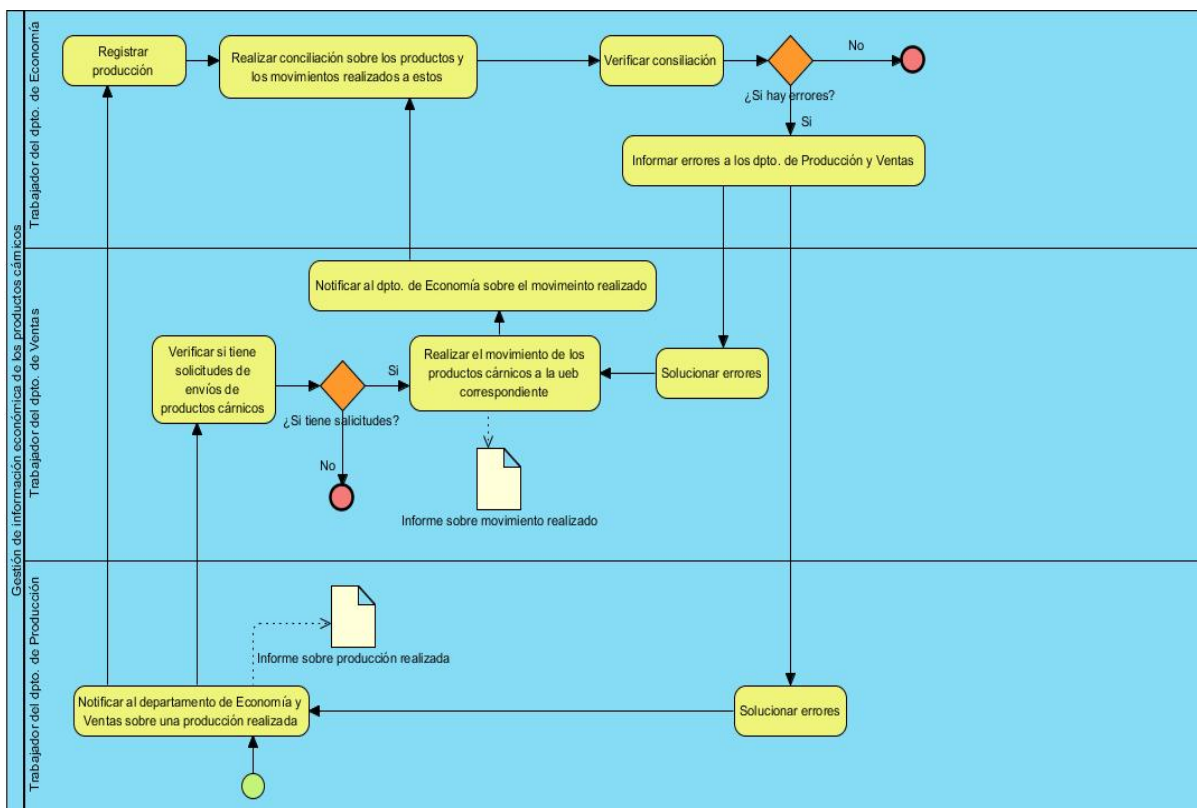 Gestión de información económica de los productos cárnicos
Trabajador del dpto. de Economía
Registrar
producción
Realizar conciliación sobre los productos y
los movimientos realizados a estos
Verificar consiliación
No
¿Si hay errores?
Si
Informar errores a los dpto. de Producción y Ventas
Trabajador del dpto. de Ventas
Notificar al dpto. de Economía sobre el movimeinto realizado
Verificar si tiene
solicitudes de
envíos de
productos cárnicos
Si
¿Si tiene salicitudes?
No
Realizar el movimiento de los
productos cárnicos a la ueb
correspondiente
Solucionar errores
Informe sobre movimiento realizado
Trabajador del dpto. de Producción
Informe sobre producción realizada
Notificar al departamento de Economía y
Ventas sobre una producción realizada
Solucionar errores